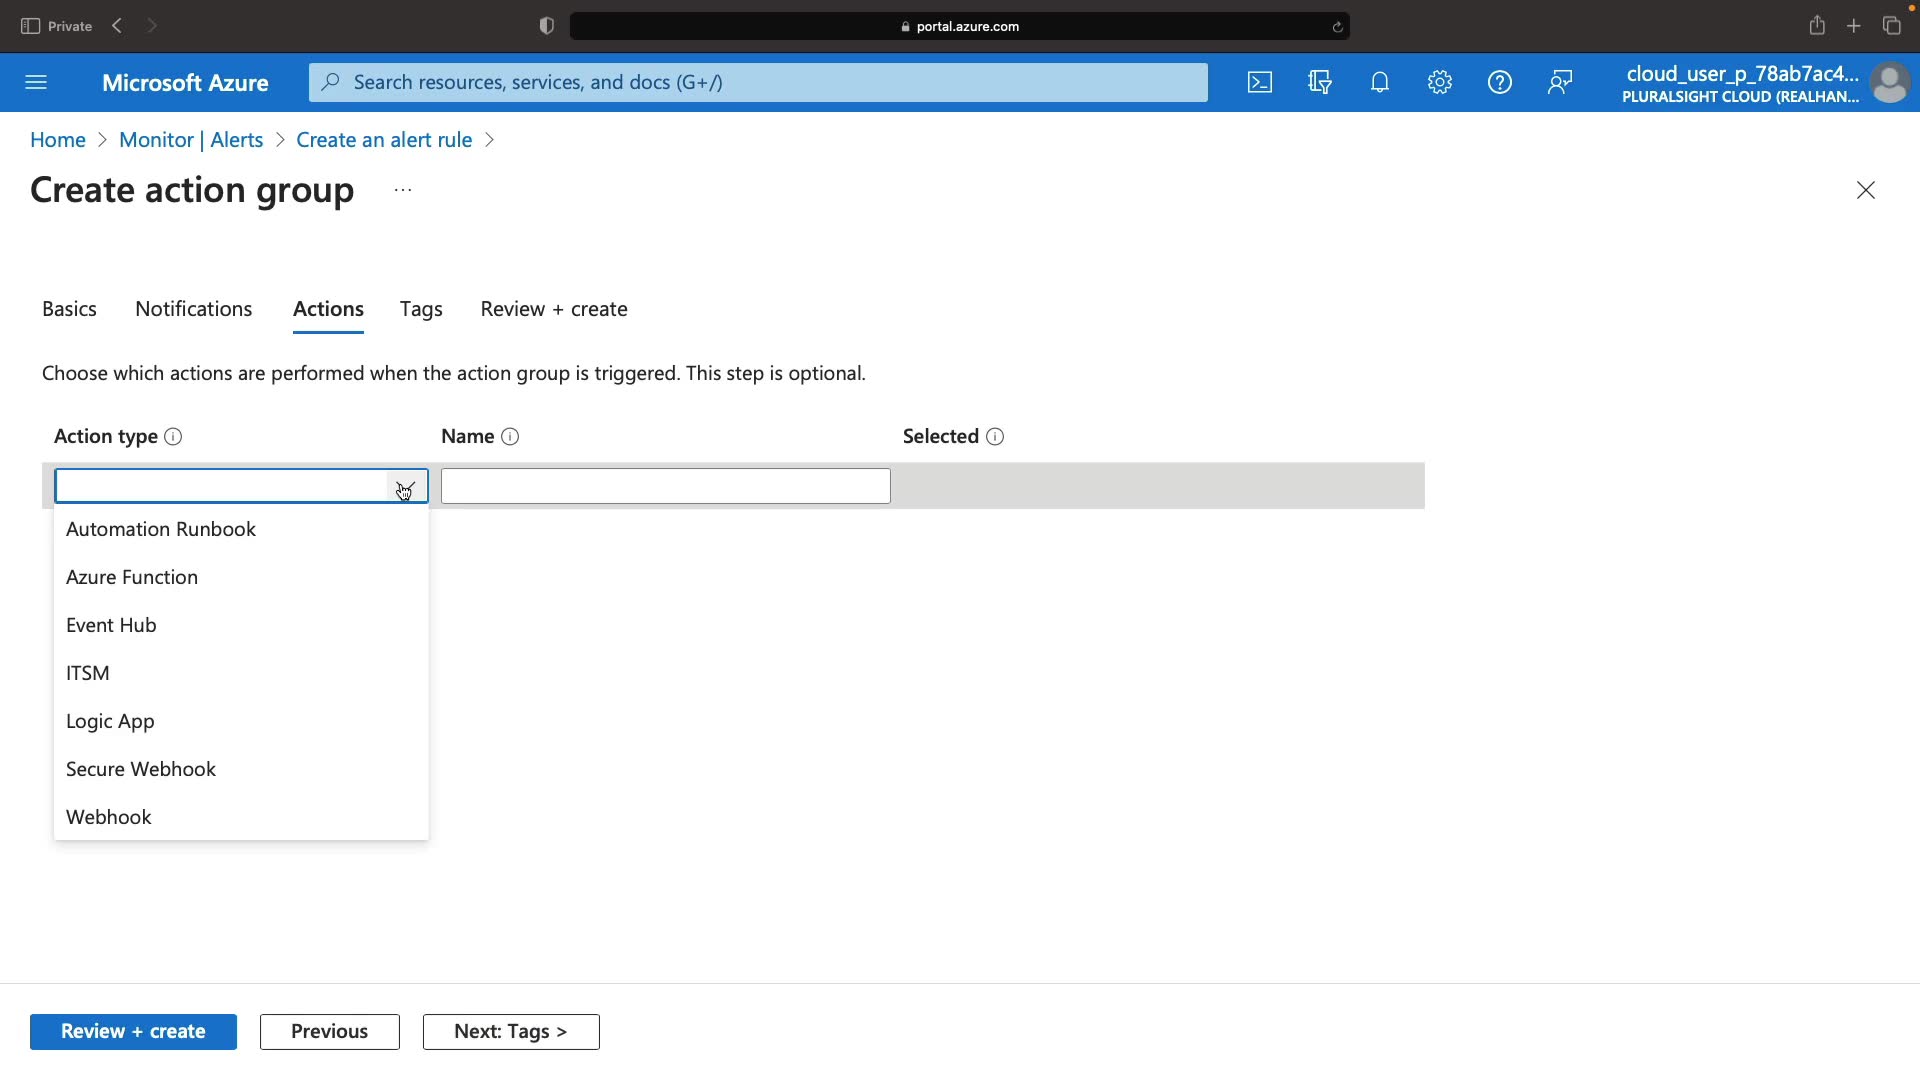 Private
portal.azure.com
Microsoft Azure
Search resources, services, and docs (G+/)
cloud_user_p_78ab7ac4...
PLURALSIGHT CLOUD (REALHAN...
Home > Monitor | Alerts > Create an alert rule >
Create action group ...
Basics Notifications Actions Tags Review + create
Choose which actions are performed when the action group is triggered. This step is optional.
Action type Name Selected
Automation Runbook
Azure Function
Event Hub
ITSM
Logic App
Secure Webhook
Webhook
Review + create Previous Next: Tags >